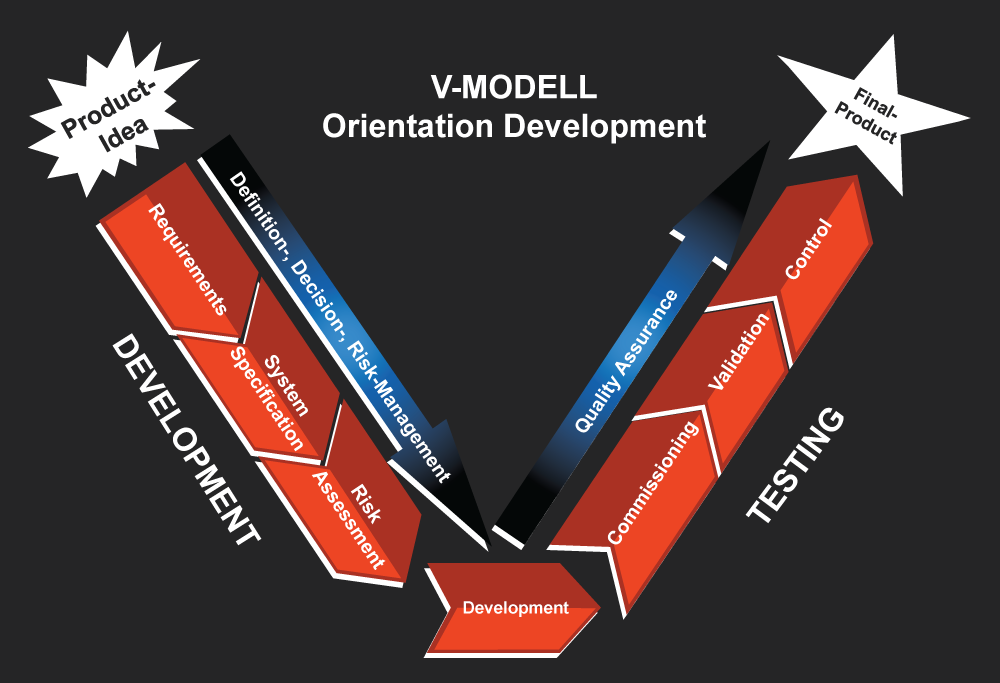 V-MODELL
Orientation Development
Product-
Idea
Final-
Product
Definition-, Decision-, Risk-Management
Quality Assurance
DEVELOPMENT
Requirements
System
Specification
Risk
Assessment
Development
Commissioning
Validation
Control
TESTING